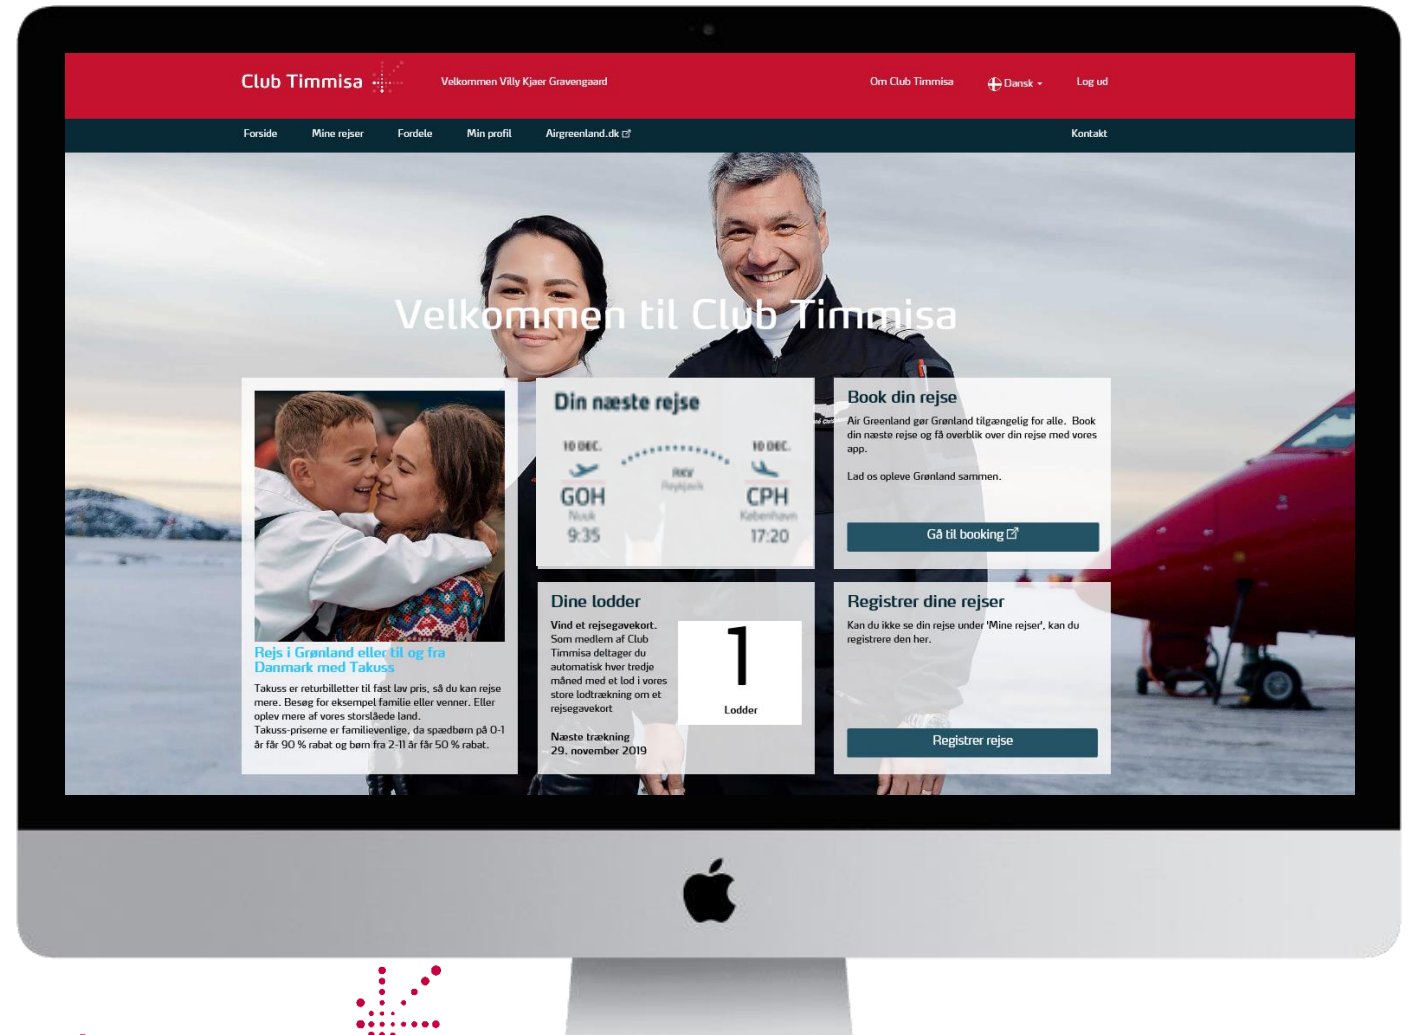 Club Timmisa
Velkommen Villy Kjaer Gravengaard
Om Club Timmisa
Dansk
Log ud
Forside
Mine rejser
Fordele
Min profil
Airgreenland.dk
Kontakt
Velkommen til Club Timmisa
Rejs i Grønland eller til og fra
Danmark med Takuss
Takuss er returbilletter til fast lav pris, så du kan rejse
mere. Besøg for eksempel familie eller venner. Eller
oplev mere af vores storslåede land.
Takuss-priserne er familievenlige, da spædbørn på 0-1
år får 90 % rabat og børn fra 2-11 år får 50 % rabat.
Din næste rejse
10 DEC.
10 DEC.
RKV
Reykjavik
GOH
CPH
Nuuk
København
9:35
17:20
Dine lodder
Vind et rejsegavekort.
Som medlem af Club
Timmisa deltager du
automatisk hver tredje
måned med et lod i vores
store lodtrækning om et
rejsegavekort
Næste trækning
29. november 2019
1
Lodder
Book din rejse
Air Greenland gør Grønland tilgængelig for alle. Book
din næste rejse og få overblik over din rejse med vores
app.
Lad os opleve Grønland sammen.
Gå til booking
Registrer dine rejser
Kan du ikke se din rejse under 'Mine rejser', kan du
registrere den her.
Registrer rejse